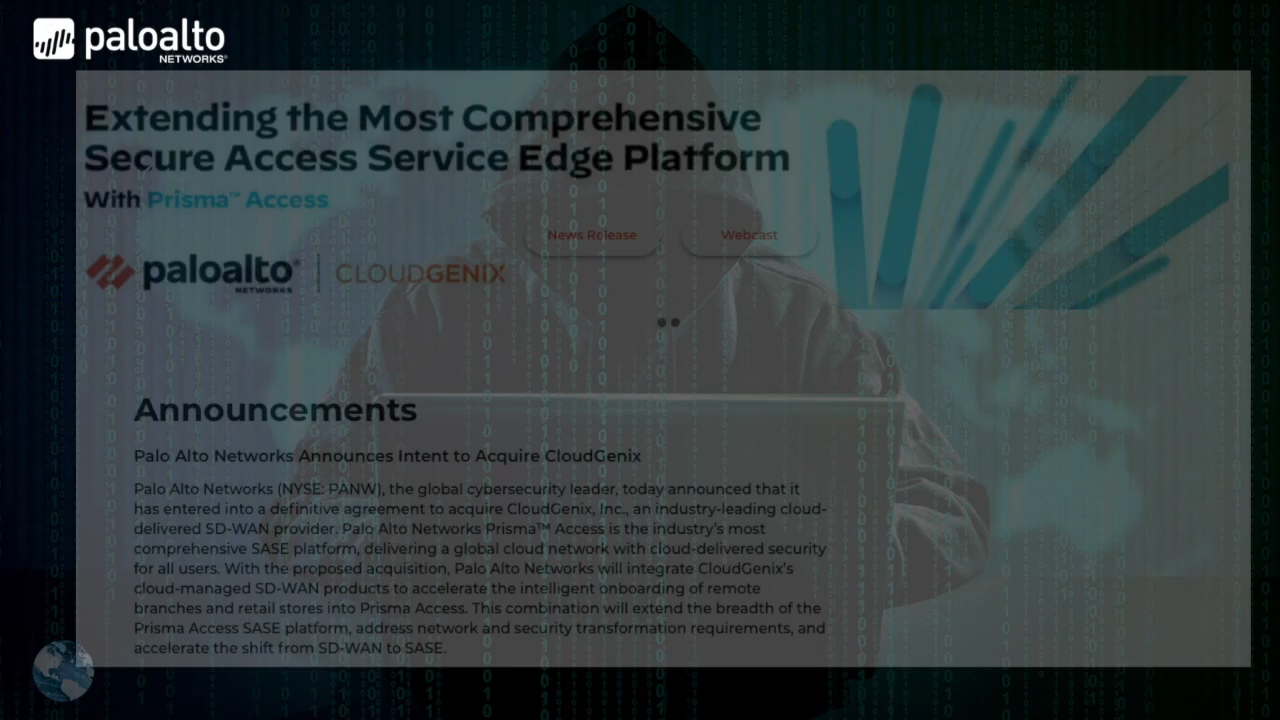 paloalto
NETWORKS®
Extending the Most Comprehensive
Secure Access Service Edge Platform
With Prisma™ Access
News Release
Webcast
paloalto®
NETWORKS
CLOUDGENIX
Announcements
Palo Alto Networks Announces Intent to Acquire CloudGenix
Palo Alto Networks (NYSE: PANW), the global cybersecurity leader, today announced that it
has entered into a definitive agreement to acquire CloudGenix, Inc., an industry-leading cloud-
delivered SD-WAN provider. Palo Alto Networks Prisma™ Access is the industry's most
comprehensive SASE platform, delivering a global cloud network with cloud-delivered security
for all users. With the proposed acquisition, Palo Alto Networks will integrate CloudGenix's
cloud-managed SD-WAN products to accelerate the intelligent onboarding of remote
branches and retail stores into Prisma Access. This combination will extend the breadth of the
Prisma Access SASE platform, address network and security transformation requirements, and
accelerate the shift from SD-WAN to SASE.